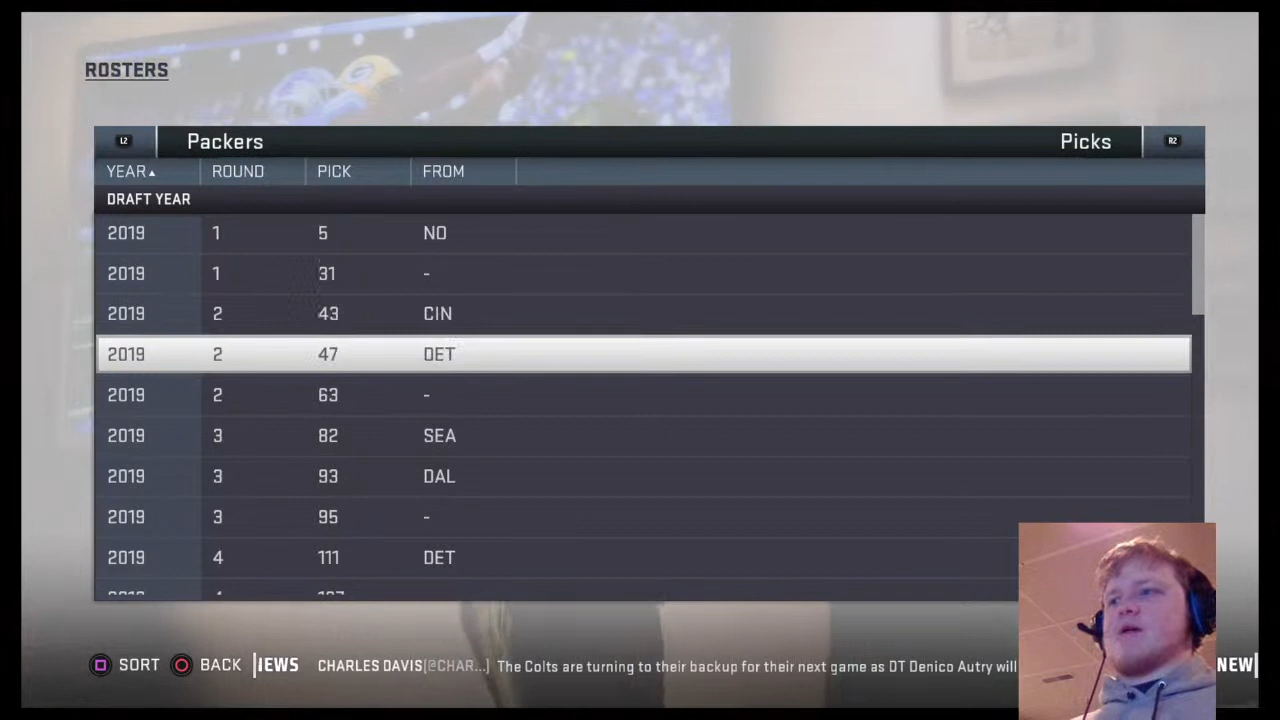 ROSTERS
L2 Packers Picks R2
YEAR ROUND PICK FROM
DRAFT YEAR
2019 1 5 NO
2019 1 31 -
2019 2 43 CIN
2019 2 47 DET
2019 2 63 -
2019 3 82 SEA
2019 3 93 DAL
2019 3 95 -
2019 4 111 DET
SORT BACK IEWS CHARLES DAVIS(@CHAR...) The Colts are turning to their backup for their next game as DT Denico Autry will NEW